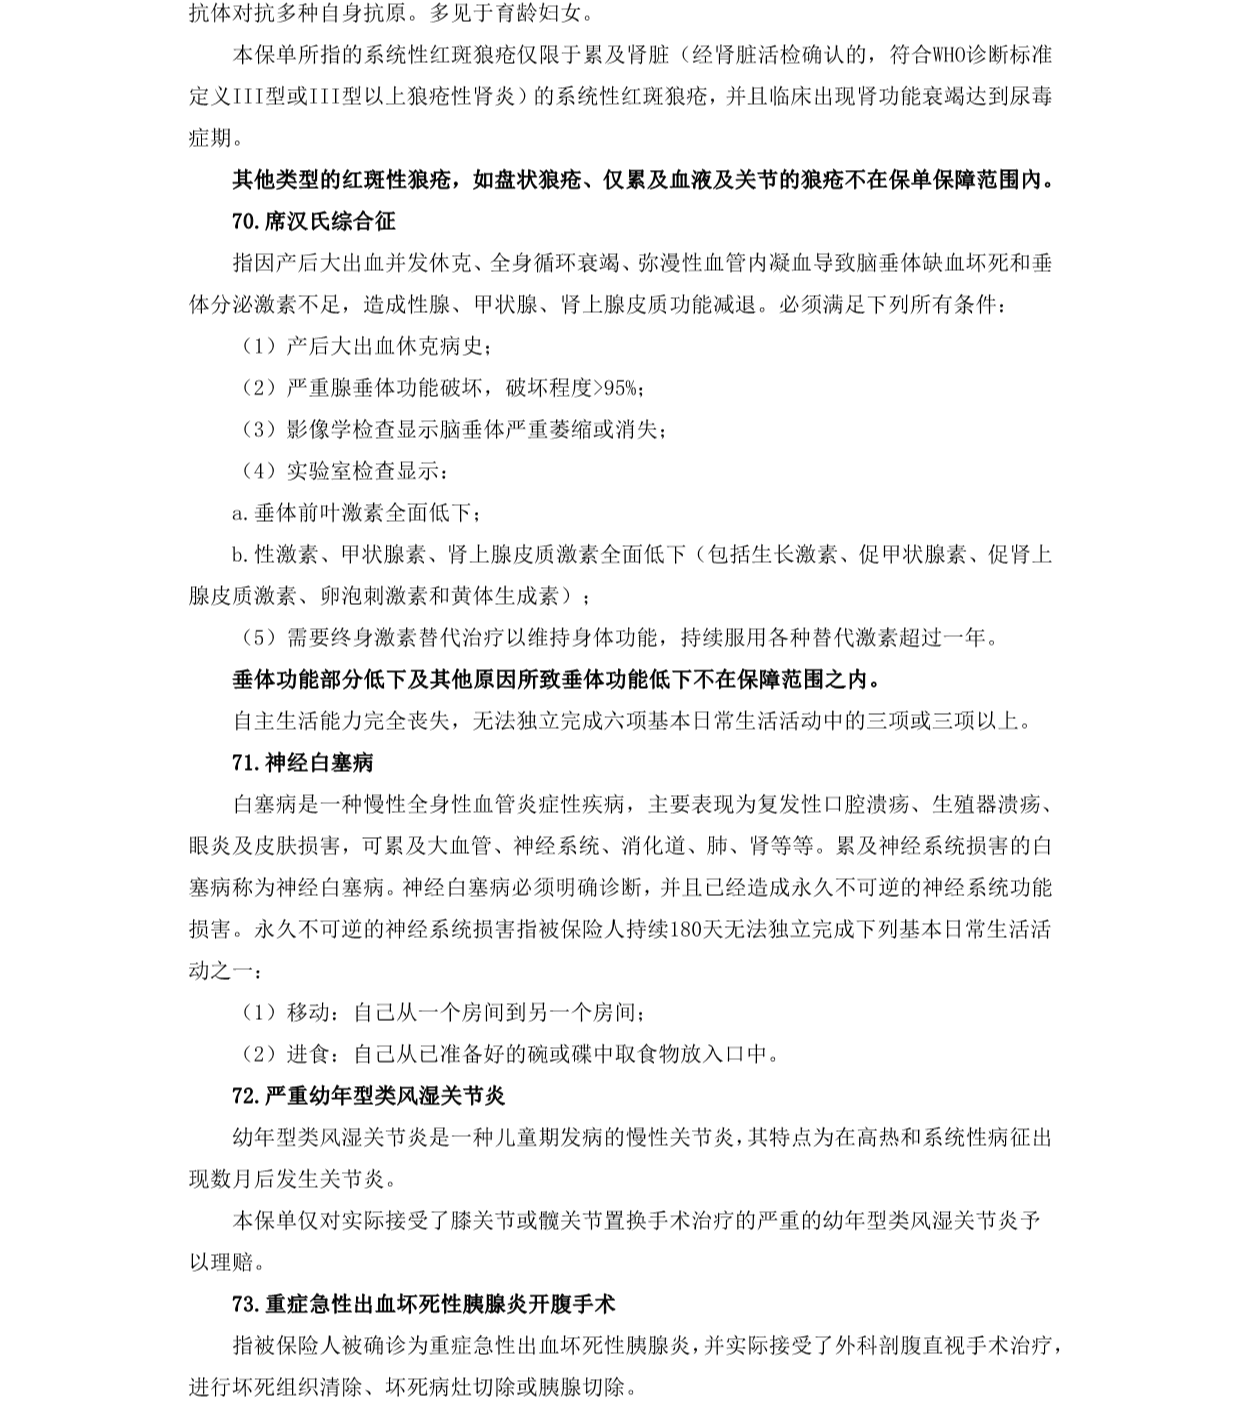 抗体对抗多种自身抗原。多见于育龄妇女。
本保单所指的系统性红斑狼疮仅限于累及肾脏（经肾脏活检确认的，符合WHO诊断标准
定义III型或III型以上狼疮性肾炎）的系统性红斑狼疮，并且临床出现肾功能衰竭达到尿毒
症期。
其他类型的红斑性狼疮，如盘状狼疮、仅累及血液及关节的狼疮不在保单保障范围内。
70.席汉氏综合征
指因产后大出血并发休克、全身循环衰竭、弥漫性血管内凝血导致脑垂体缺血坏死和垂
体分泌激素不足，造成性腺、甲状腺、肾上腺皮质功能减退。必须满足下列所有条件：
（1）产后大出血休克病史；
（2）严重腺垂体功能破坏，破坏程度>95%；
（3）影像学检查显示脑垂体严重萎缩或消失；
（4）实验室检查显示：
a.垂体前叶激素全面低下；
b.性激素、甲状腺素、肾上腺皮质激素全面低下（包括生长激素、促甲状腺素、促肾上
腺皮质激素、卵泡刺激素和黄体生成素）；
（5）需要终身激素替代治疗以维持身体功能，持续服用各种替代激素超过一年。
垂体功能部分低下及其他原因所致垂体功能低下不在保障范围之内。
自主生活能力完全丧失，无法独立完成六项基本日常生活活动中的三项或三项以上。
71.神经白塞病
白塞病是一种慢性全身性血管炎症性疾病，主要表现为复发性口腔溃疡、生殖器溃疡、
眼炎及皮肤损害，可累及大血管、神经系统、消化道、肺、肾等等。累及神经系统损害的白
塞病称为神经白塞病。神经白塞病必须明确诊断，并且已经造成永久不可逆的神经系统功能
损害。永久不可逆的神经系统损害指被保险人持续180天无法独立完成下列基本日常生活活
动之一：
（1）移动：自己从一个房间到另一个房间；
（2）进食：自己从已准备好的碗或碟中取食物放入口中。
72.严重幼年型类风湿关节炎
幼年型类风湿关节炎是一种儿童期发病的慢性关节炎，其特点为在高热和系统性病征出
现数月后发生关节炎。
本保单仅对实际接受了膝关节或髋关节置换手术治疗的严重的幼年型类风湿关节炎予
以理赔。
73.重症急性出血坏死性胰腺炎开腹手术
指被保险人被确诊为重症急性出血坏死性胰腺炎，并实际接受了外科剖腹直视手术治疗，
进行坏死组织清除、坏死病灶切除或胰腺切除。